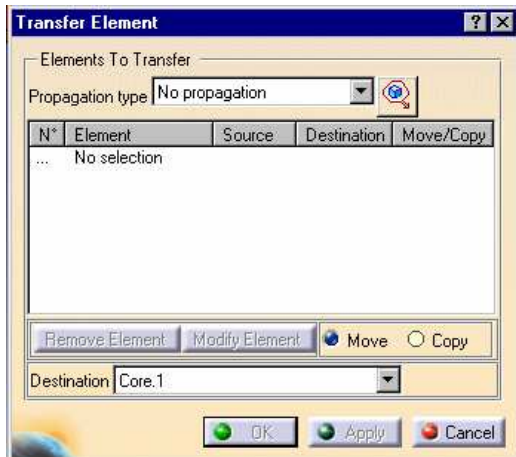 Transfer Element
Elements To Transfer
Propagation type No propagation
N° Element Source Destination Move/Copy
... No selection
Remove Element Modify Element Move Copy
Destination Core.1
OK Apply Cancel